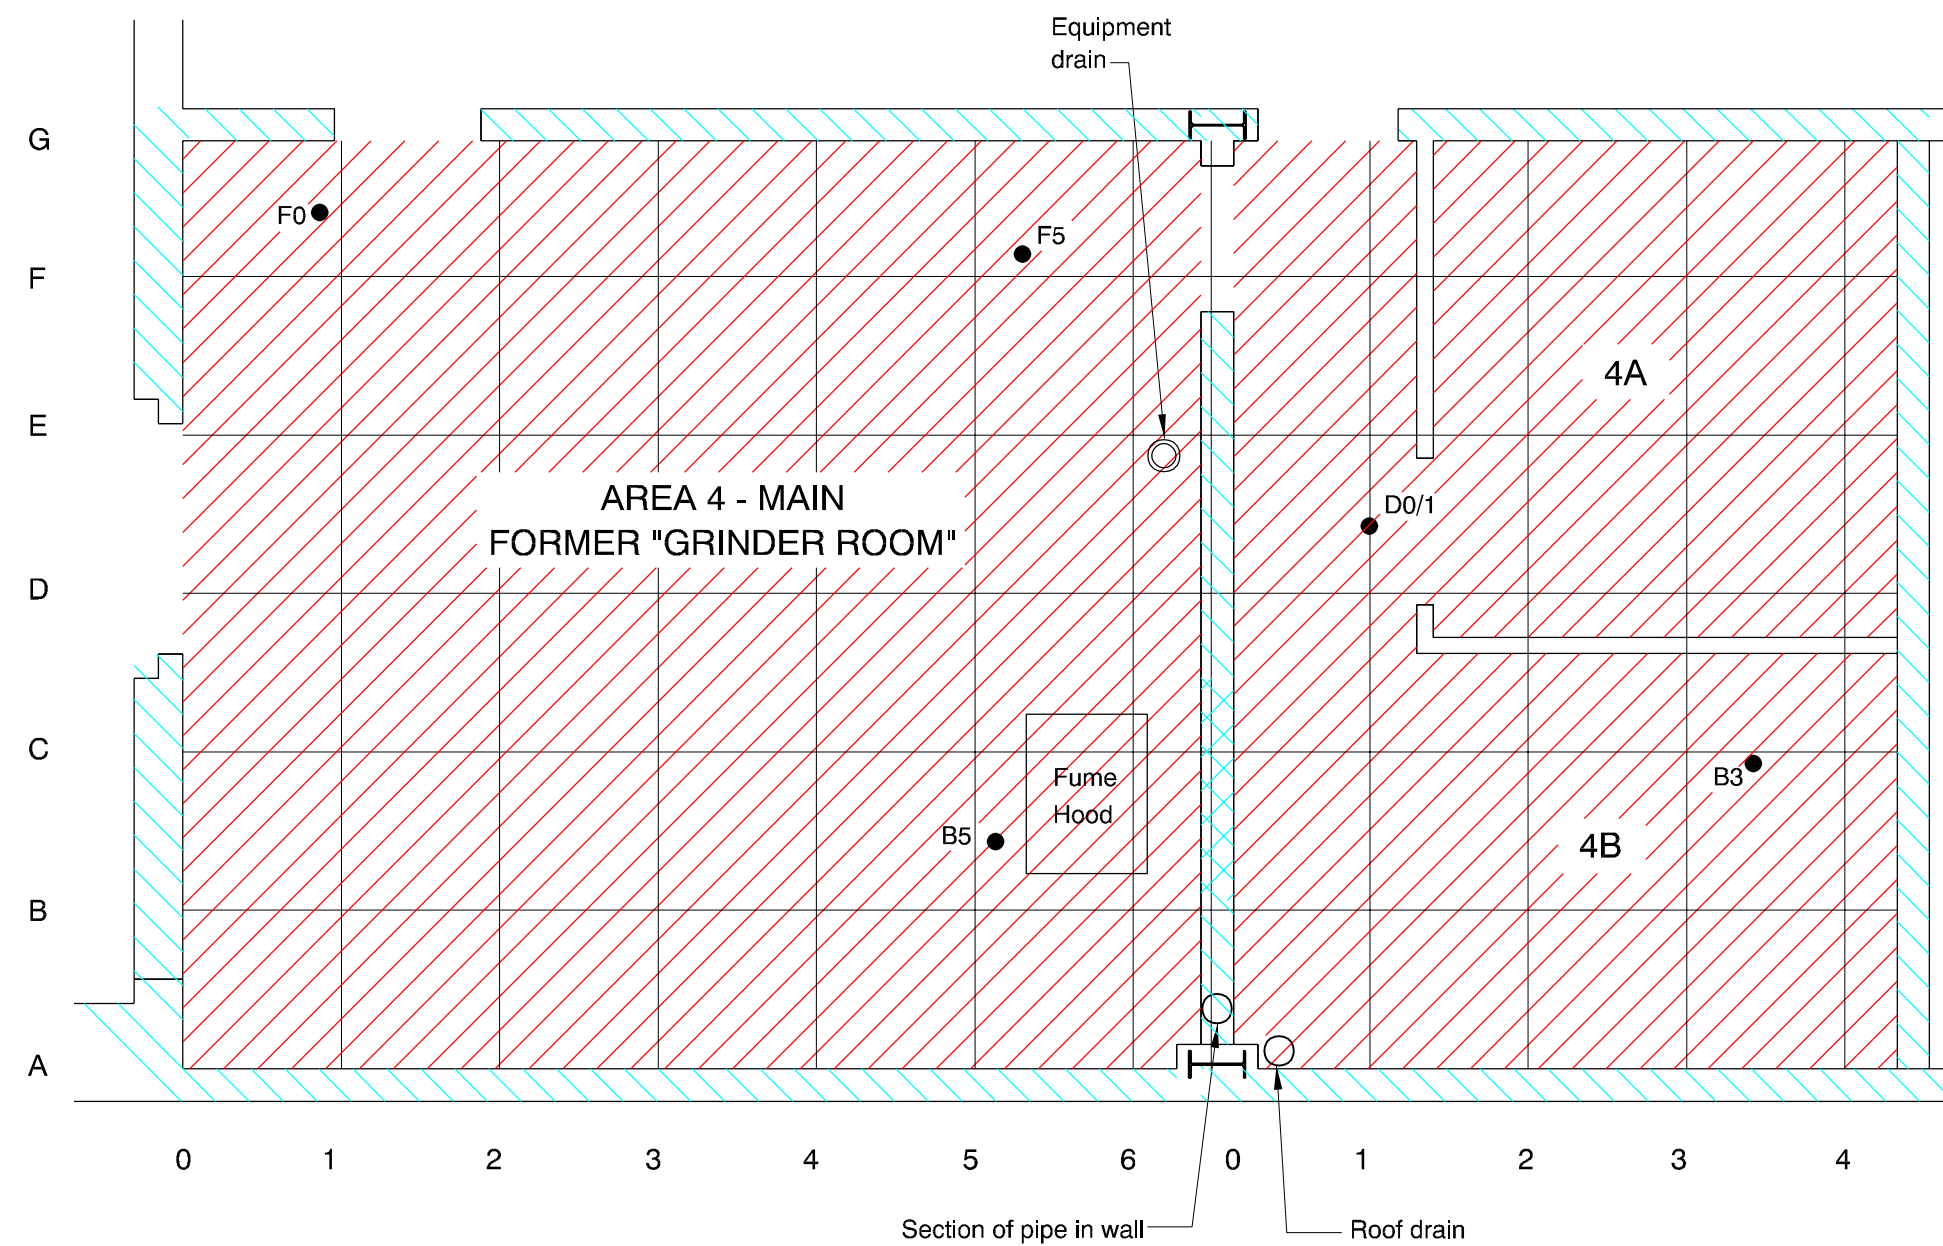 Equipment
drain
G
F0
F5
F
4A
E
AREA 4 - MAIN
D0/1
FORMER "GRINDER ROOM"
D
C
Fume
B3
Hood
B5
4B
B
A
0 1 2 3 4 5 6 0 1 2 3 4
Section of pipe in wall
Roof drain